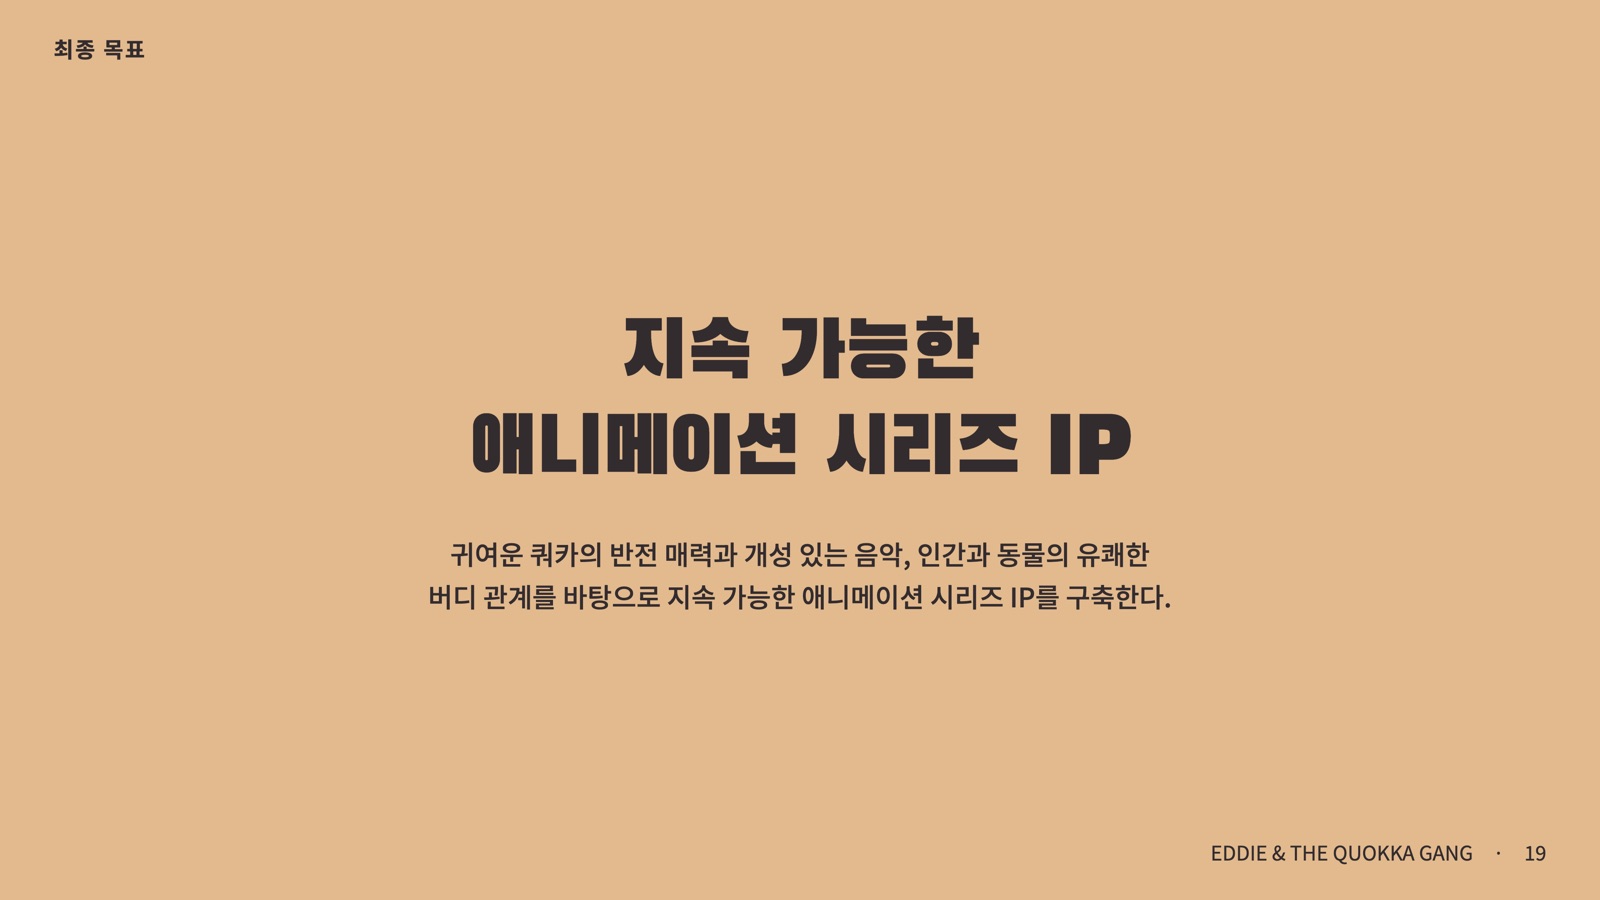 최종 목표
지속 가능한
애니메이션 시리즈 IP
귀여운 쿼카의 반전 매력과 개성 있는 음악, 인간과 동물의 유쾌한
버디 관계를 바탕으로 지속 가능한 애니메이션 시리즈 IP를 구축한다.
EDDIE & THE QUOKKA GANG · 19